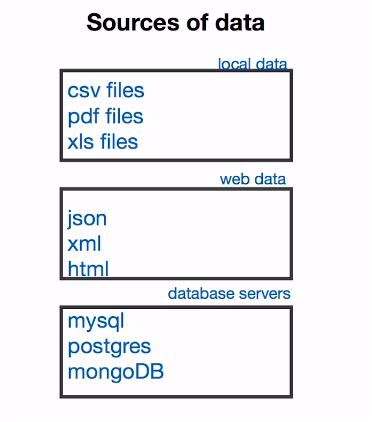 Sources of data
local data
csv files
pdf files
xls files
web data
json
xml
html
database servers
mysql
postgres
mongoDB